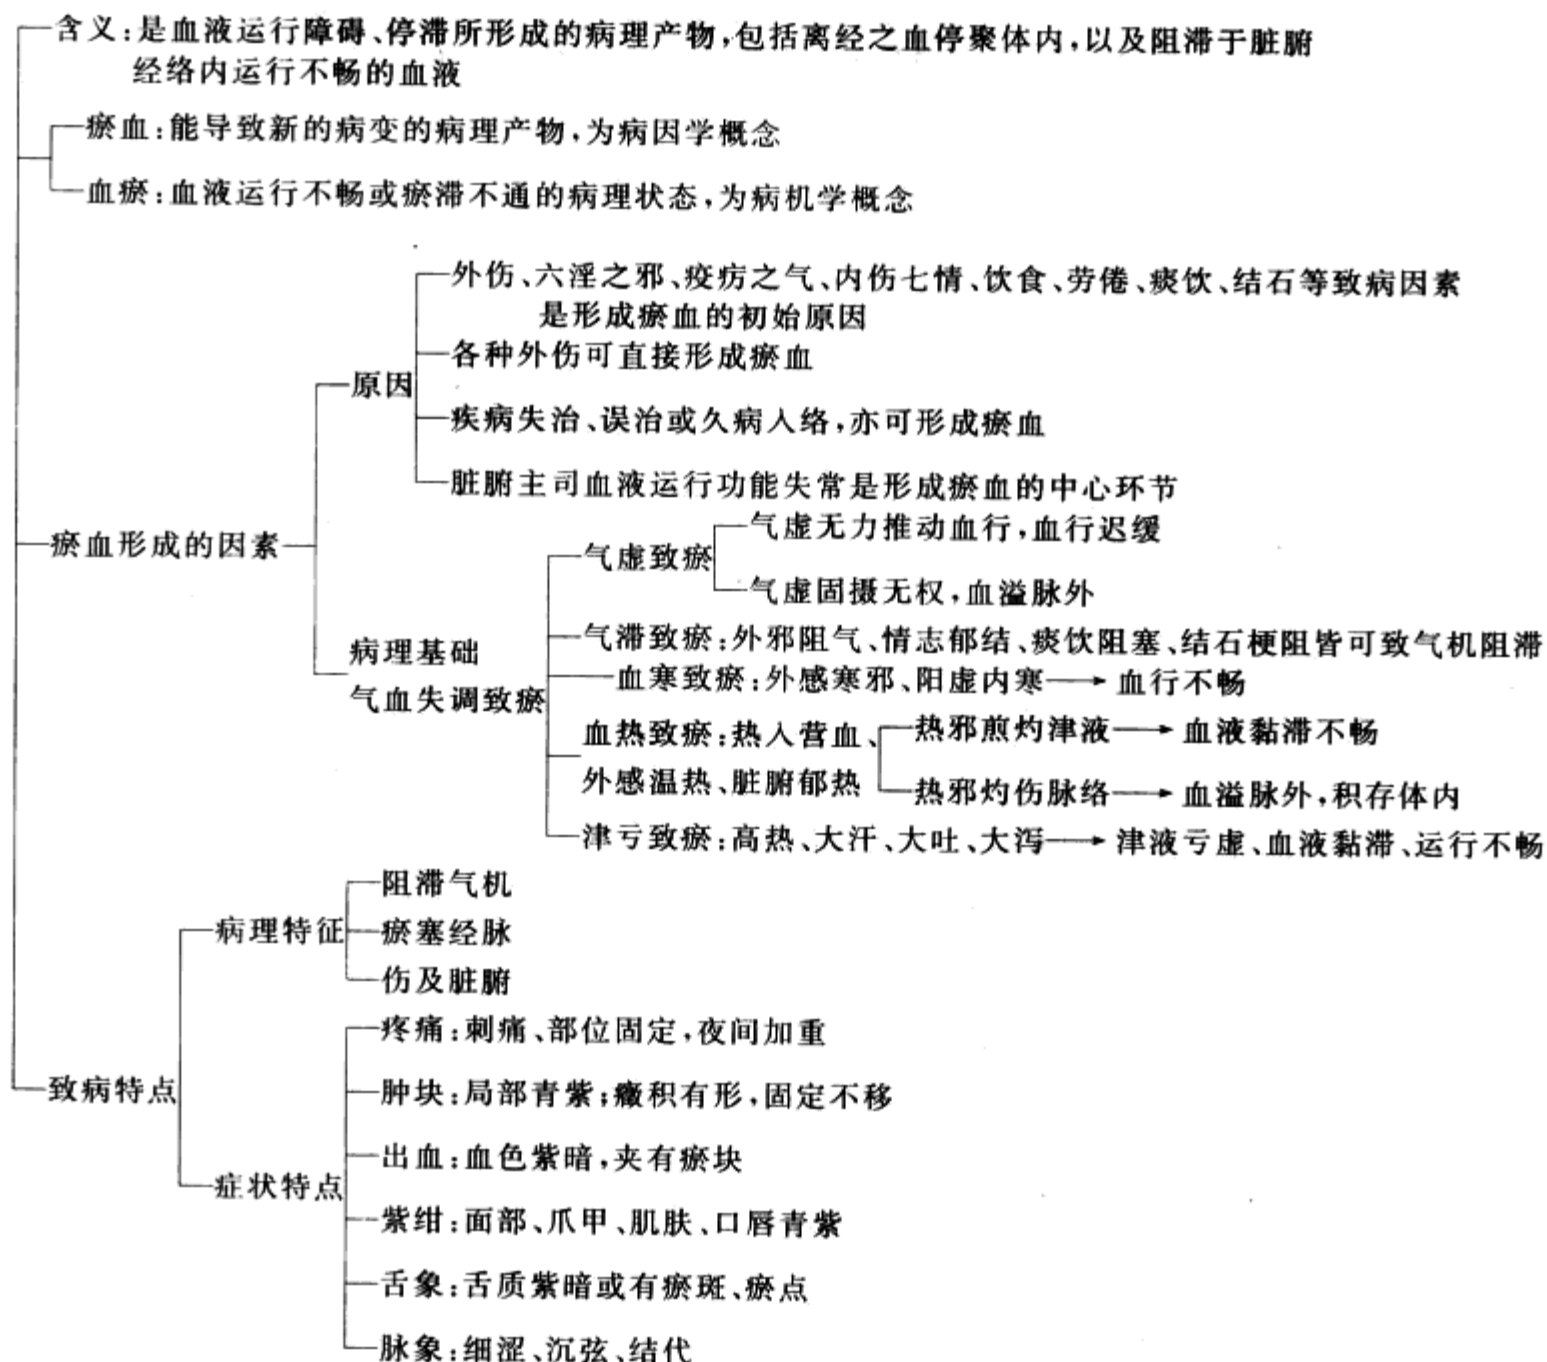 含义:是血液运行障碍、停滞所形成的病理产物,包括离经之血停聚体内,以及阻滞于脏腑
经络内运行不畅的血液
瘀血:能导致新的病变的病理产物,为病因学概念
血瘀:血液运行不畅或瘀滞不通的病理状态,为病机学概念
外伤、六淫之邪、疫疠之气、内伤七情、饮食、劳倦、痰饮、结石等致病因素
是形成瘀血的初始原因
各种外伤可直接形成瘀血
原因
疾病失治、误治或久病人络,亦可形成瘀血
脏腑主司血液运行功能失常是形成瘀血的中心环节
瘀血形成的因素
气虚无力推动血行,血行迟缓
气虚致瘀
气虚固摄无权,血溢脉外
气滞致瘀:外邪阻气、情志郁结、痰饮阻塞、结石梗阻皆可致气机阻滞
病理基础
气血失调致瘀
血寒致瘀:外感寒邪、阳虚内寒→血行不畅
血热致瘀:热入营血、
外感温热、脏腑郁热
热邪煎灼津液→血液黏滞不畅
热邪灼伤脉络→血溢脉外,积存体内
津亏致瘀:高热、大汗、大吐、大泻→津液亏虚、血液黏滞、运行不畅
阻滞气机
病理特征
瘀塞经脉
伤及脏腑
致病特点
疼痛:刺痛、部位固定,夜间加重
肿块:局部青紫;癥积有形,固定不移
出血:血色紫暗,夹有瘀块
症状特点
紫绀:面部、爪甲、肌肤、口唇青紫
舌象:舌质紫暗或有瘀斑、瘀点
脉象:细涩、沉弦、结代